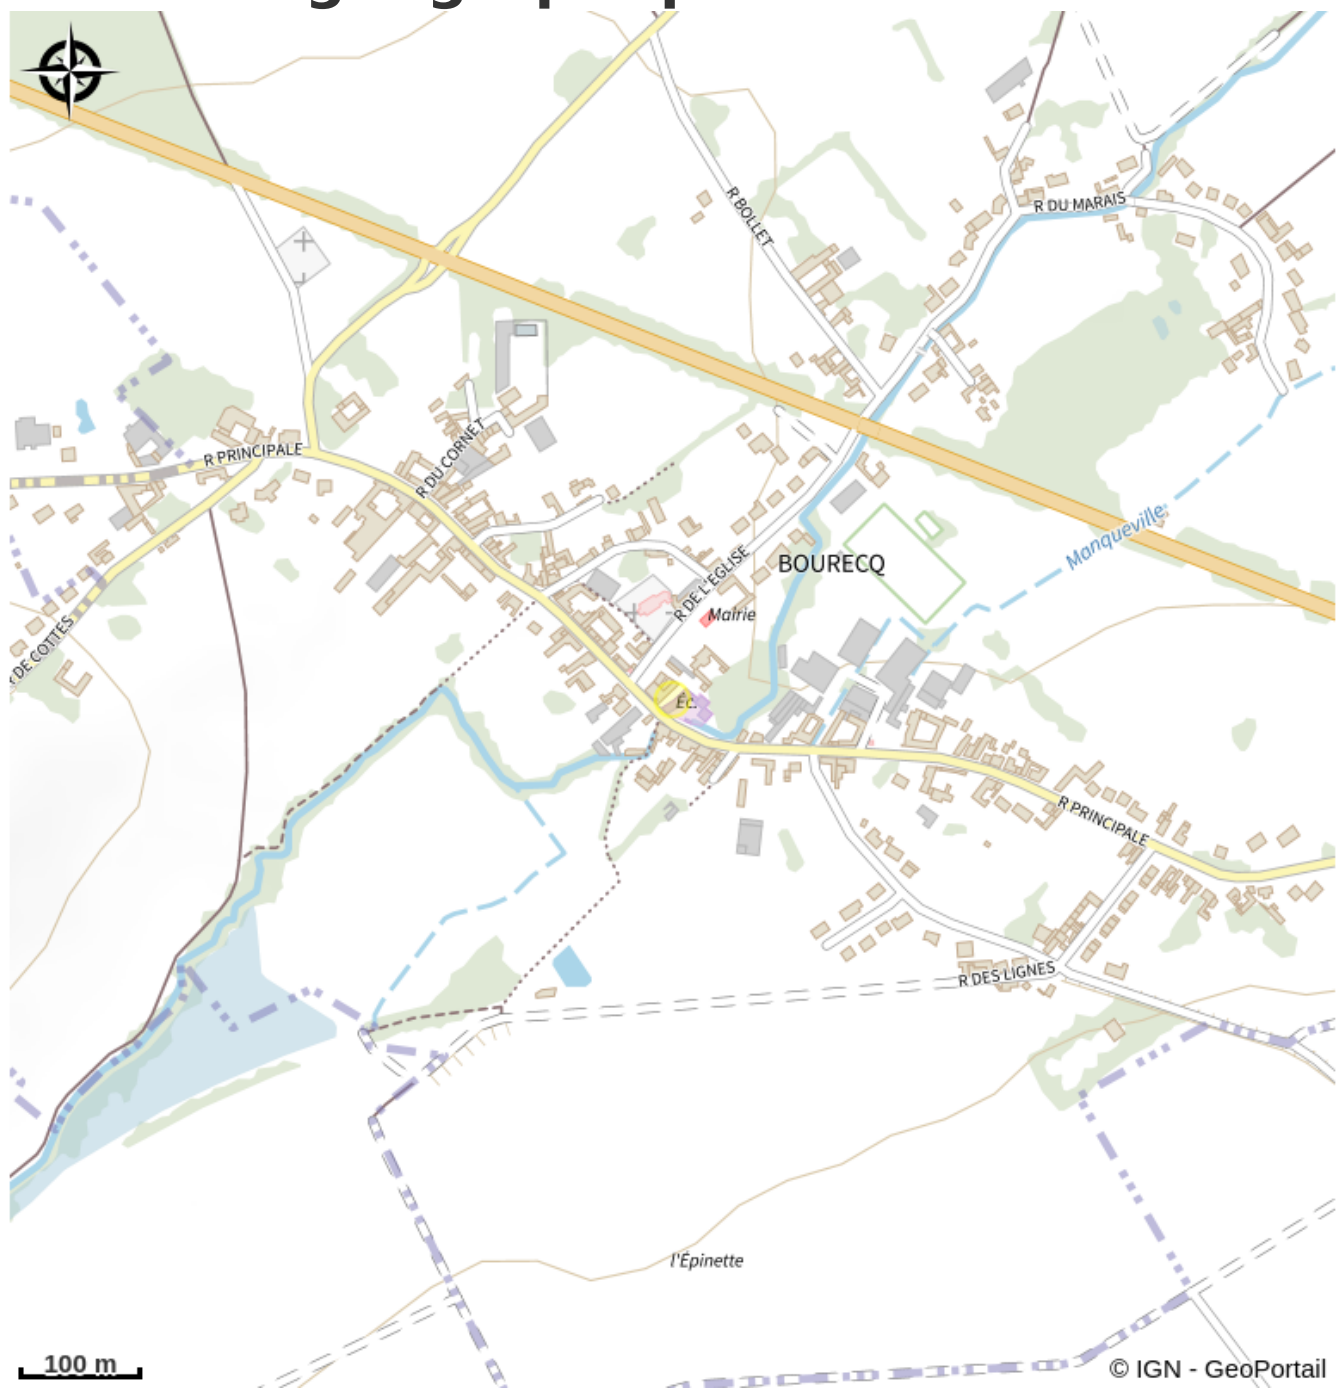 R BOLLET
R DU MARAIS
R PRINCIPALE
R DU CORNET
Manqueville
R DE L'EGLISE
BOURECQ
Mairie
DE COTTES
Éc.
R PRINCIPALE
R DES LIGNES
l'Épinette
100 m
© IGN - GeoPortail